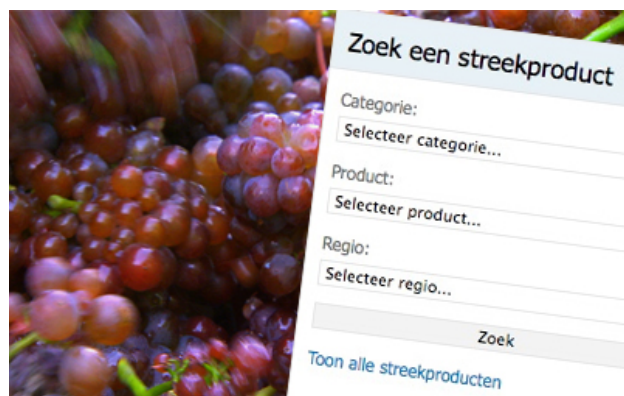 Zoek een streekproduct
Categorie:
Selecteer categorie...
Product:
Selecteer product...
Regio:
Selecteer regio...
Zoek
Toon alle streekproducten